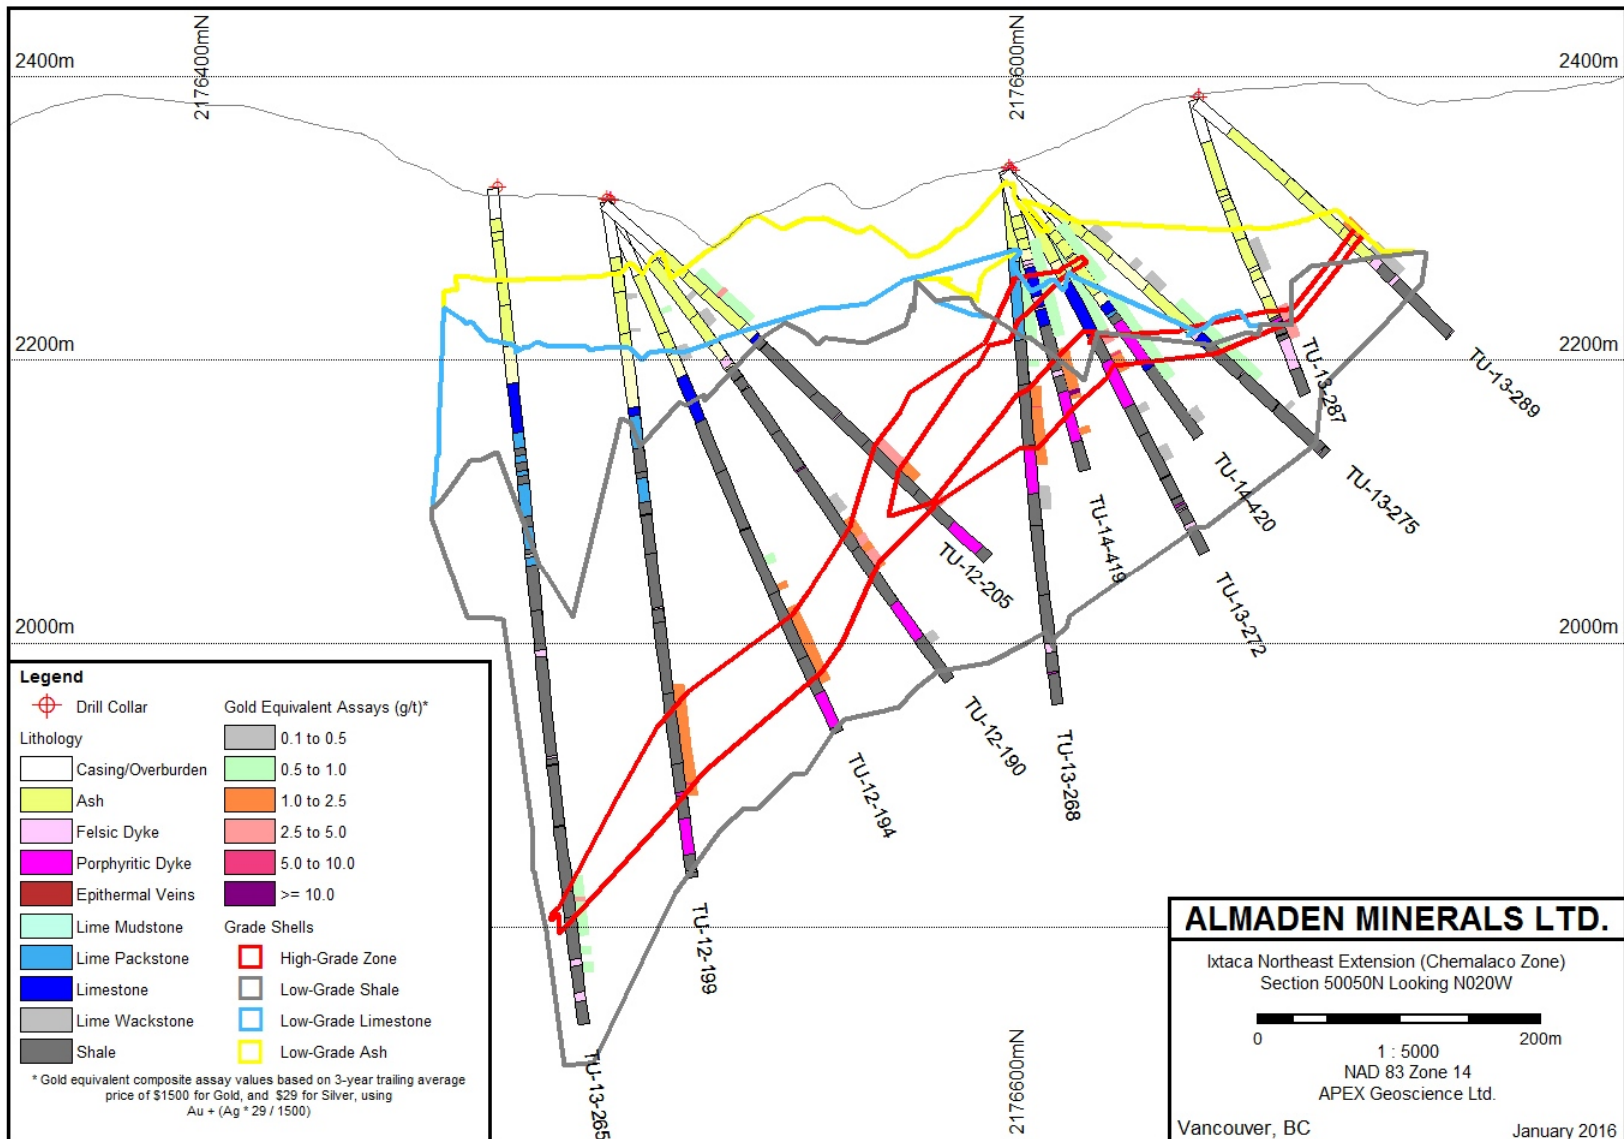 2176400mN
2176600mN
2400m
2400m
2200m
2200m
2000m
2000m
TU-13-289
TU-13-287
TU-13-275
TU-14-420
TU-14-419
TU-13-272
TU-12-205
TU-12-190
TU-13-268
TU-12-194
TU-12-199
TU-13-265
2176600mN
Legend
Drill Collar
Lithology
Casing/Overburden
Ash
Felsic Dyke
Porphyritic Dyke
Epithermal Veins
Lime Mudstone
Lime Packstone
Limestone
Lime Wackstone
Shale
Gold Equivalent Assays (g/t)*
0.1 to 0.5
0.5 to 1.0
1.0 to 2.5
2.5 to 5.0
5.0 to 10.0
>= 10.0
Grade Shells
High-Grade Zone
Low-Grade Shale
Low-Grade Limestone
Low-Grade Ash
* Gold equivalent composite assay values based on 3-year trailing average
price of $1500 for Gold, and $29 for Silver, using
Au + (Ag * 29 / 1500)
ALMADEN MINERALS LTD.
Ixtaca Northeast Extension (Chemalaco Zone)
Section 50050N Looking N020W
0 200m
1 : 5000
NAD 83 Zone 14
APEX Geoscience Ltd.
Vancouver, BC January 2016